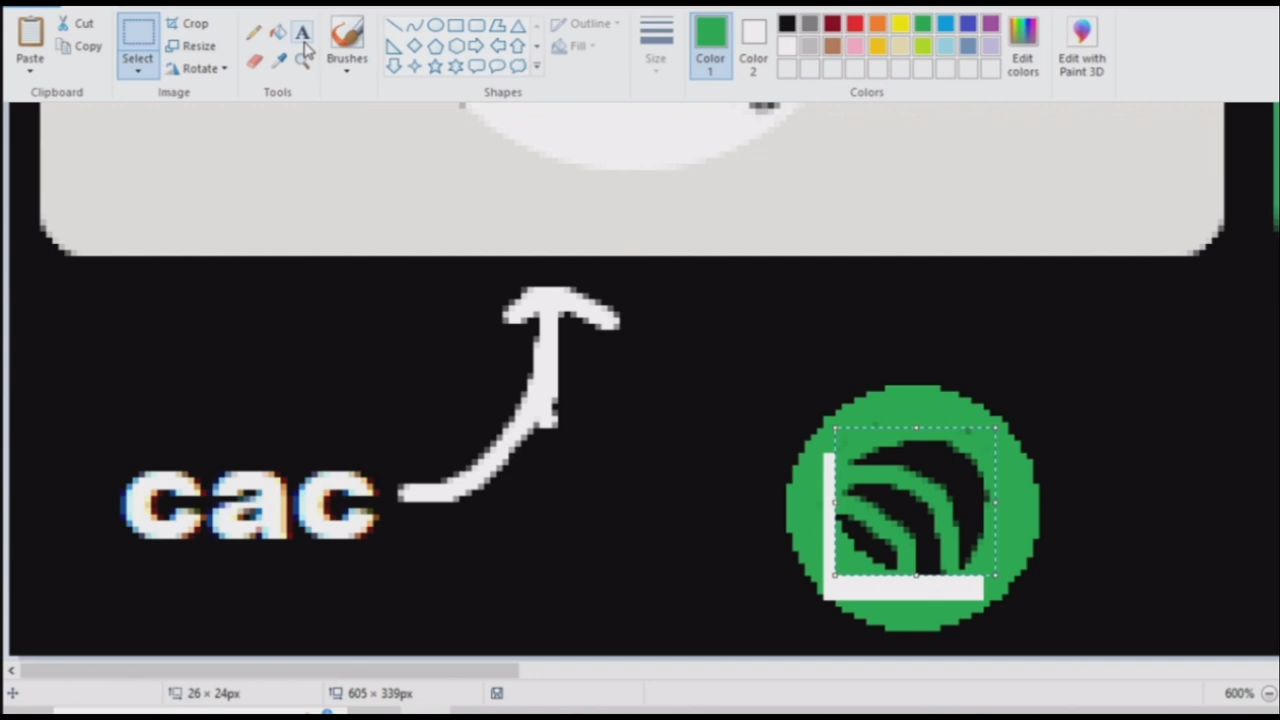 Paste
Cut
Copy
Clipboard
Select
Crop
Resize
Rotate
Image
A
Tools
Brushes
Shapes
Outline
Fill
Size
Color 1
Color 2
Colors
Edit colors
Edit with Paint 3D
cac
26 × 24px
605 × 339px
600%